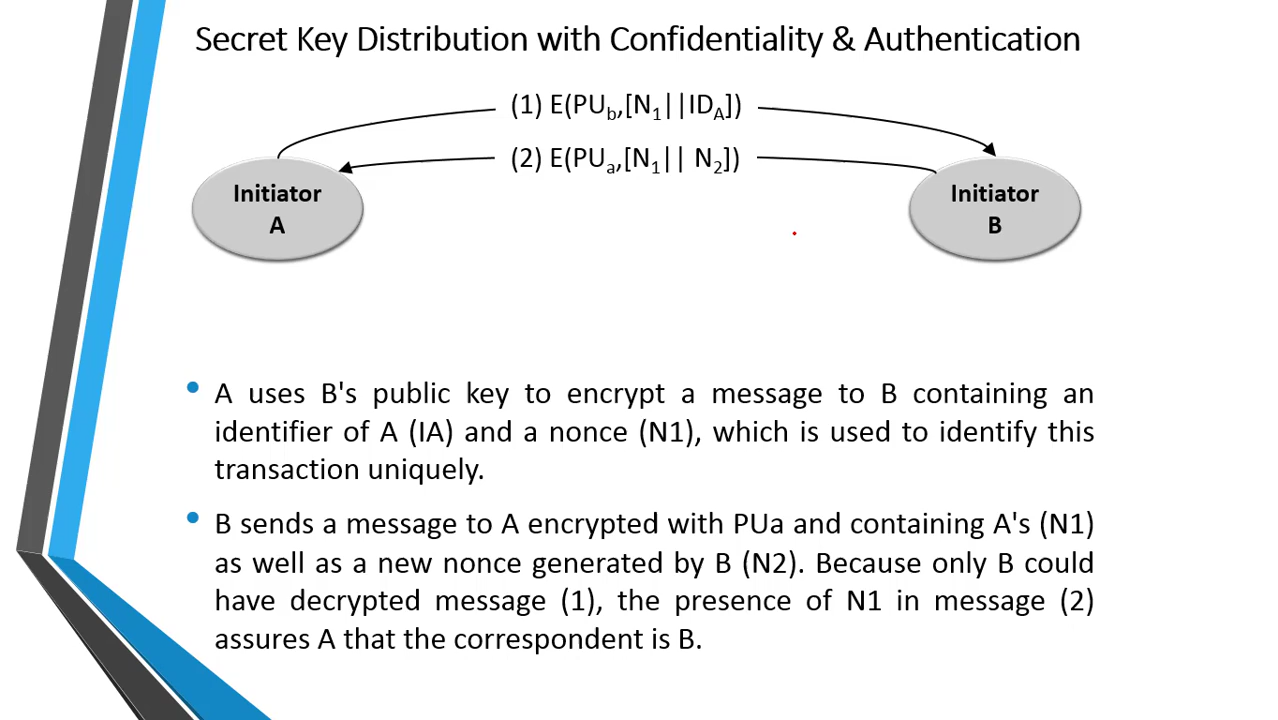 Secret Key Distribution with Confidentiality & Authentication
(1) E(PUb,[N1||IDA])
(2) E(PUa,[N1|| N2])
Initiator
A
Initiator
B
• A uses B's public key to encrypt a message to B containing an
identifier of A (IA) and a nonce (N1), which is used to identify this
transaction uniquely.
• B sends a message to A encrypted with PUa and containing A's (N1)
as well as a new nonce generated by B (N2). Because only B could
have decrypted message (1), the presence of N1 in message (2)
assures A that the correspondent is B.